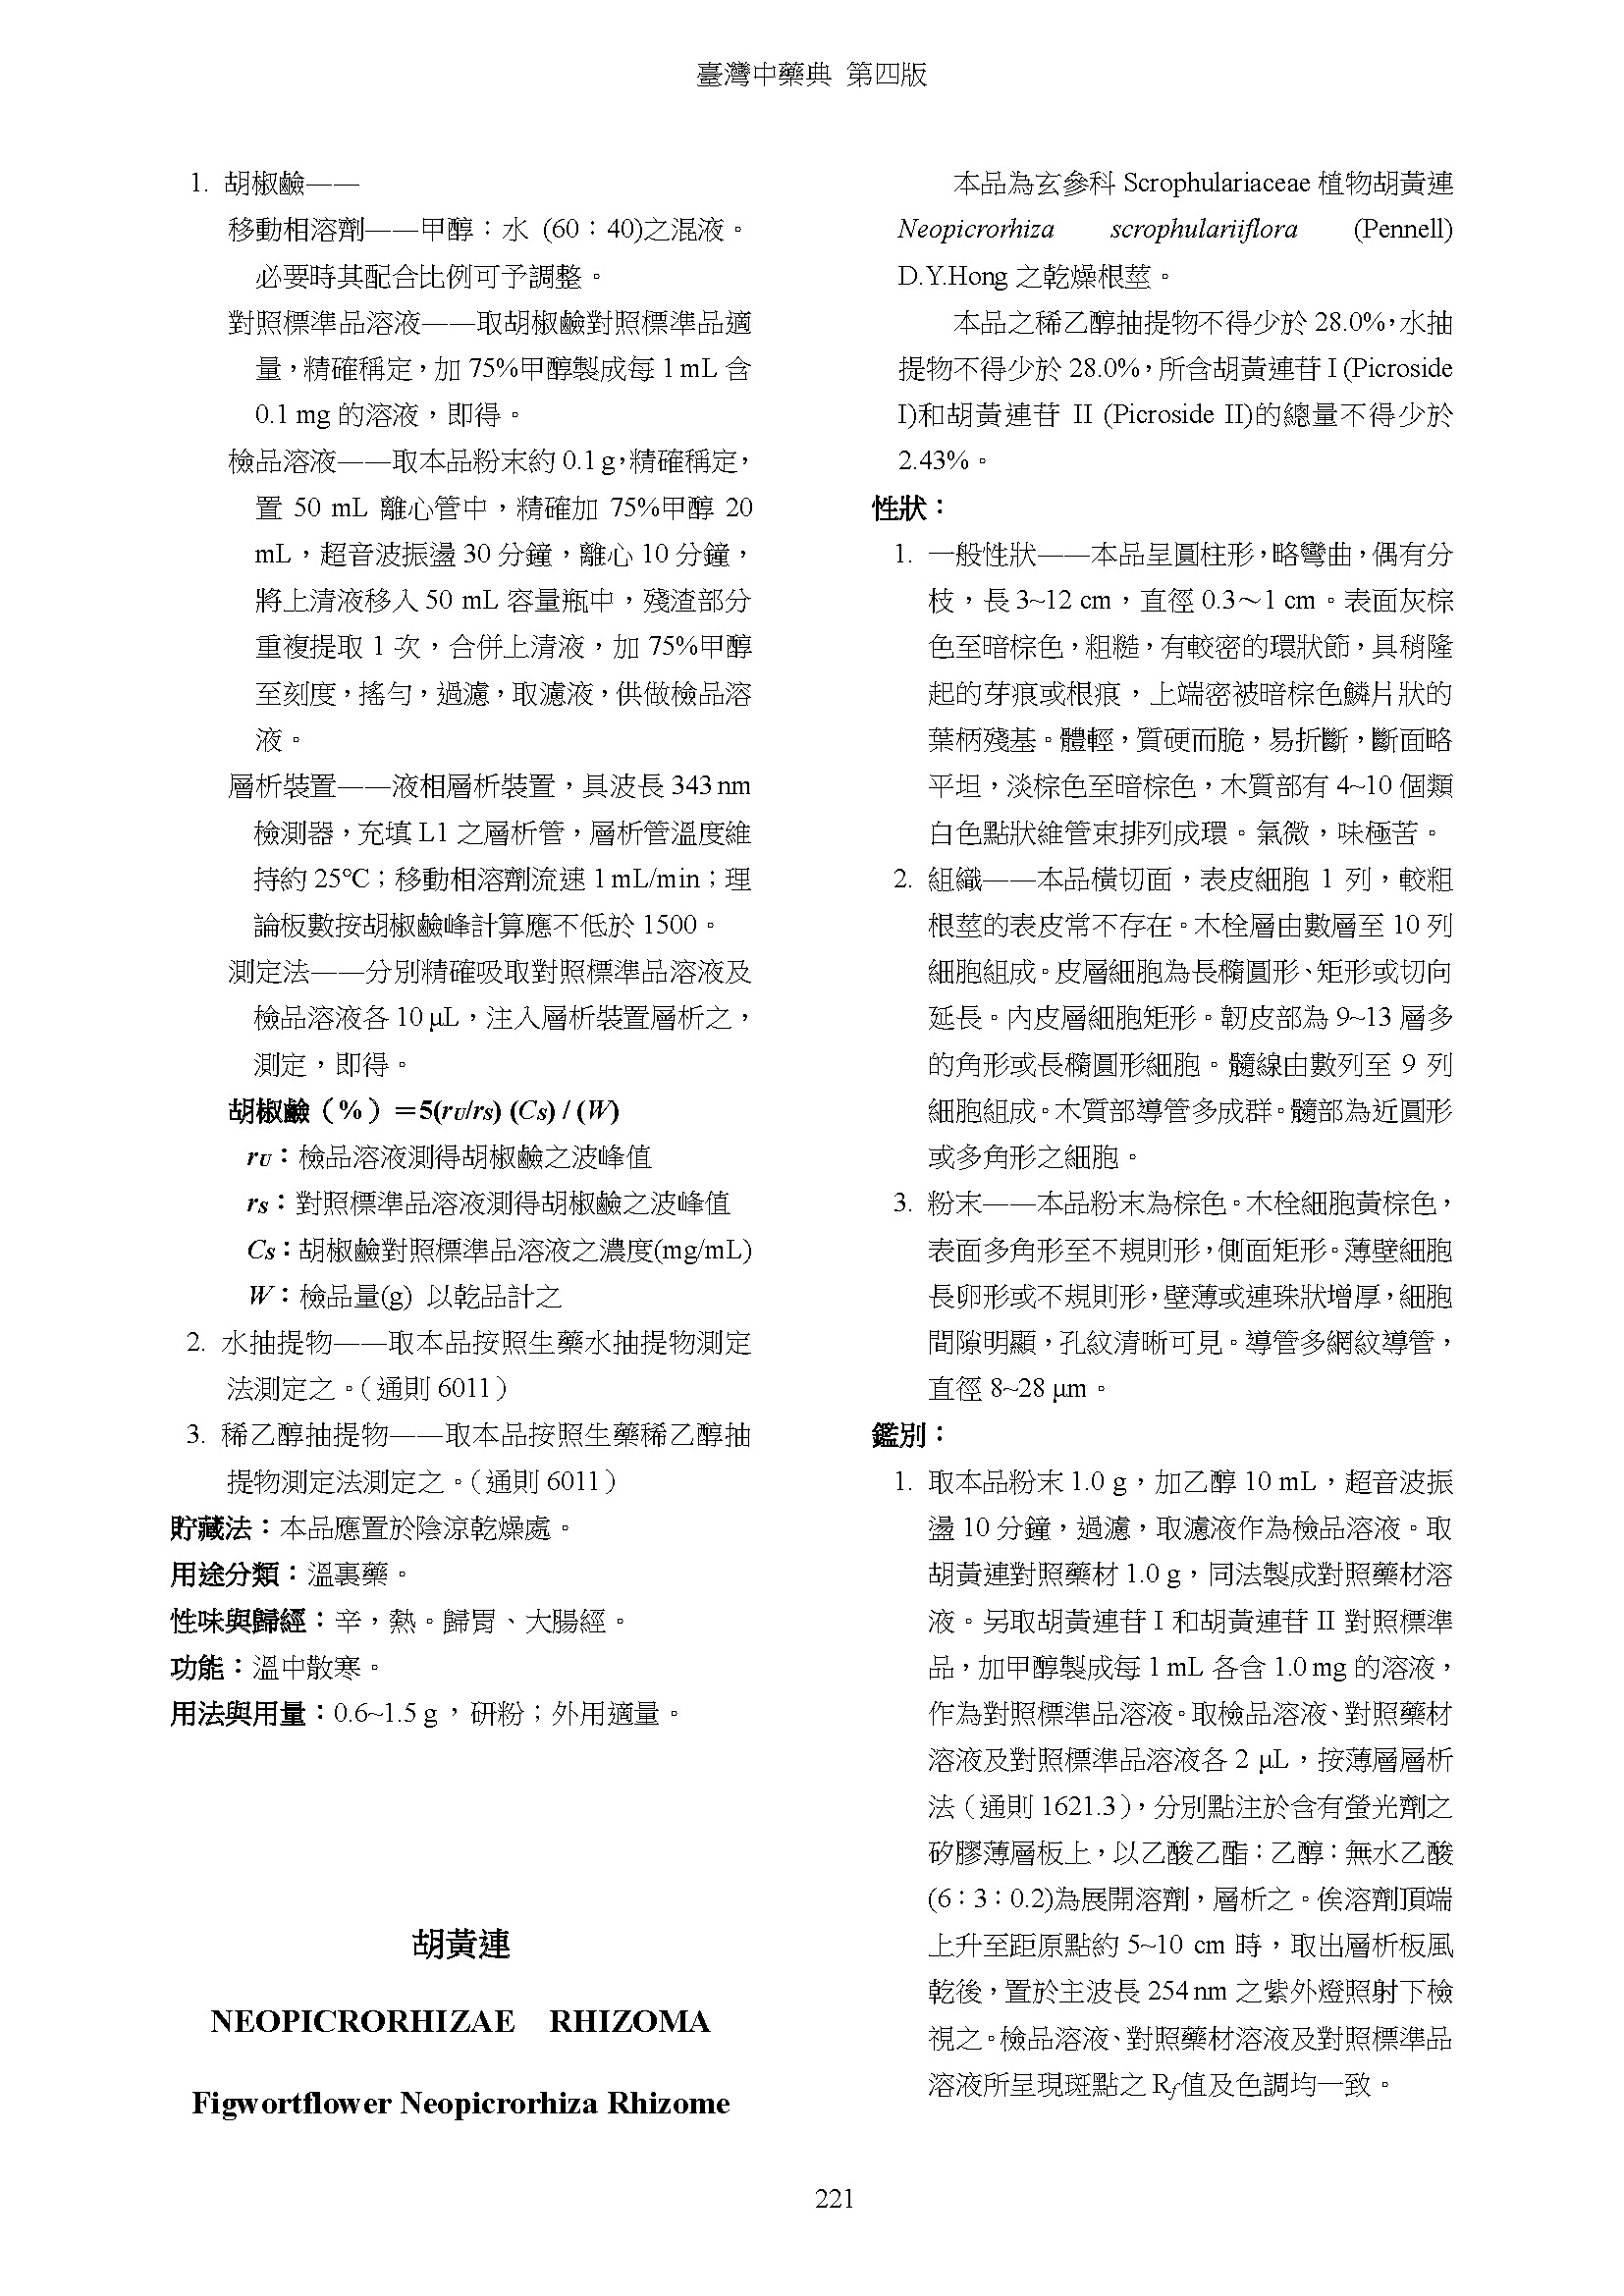 臺灣中藥典 第四版
1. 胡椒鹼——
移動相溶劑——甲醇：水 (60：40)之混液。
必要時其配合比例可予調整。
對照標準品溶液——取胡椒鹼對照標準品適
量，精確稱定，加 75%甲醇製成每 1 mL 含
0.1 mg 的溶液，即得。
檢品溶液——取本品粉末約 0.1 g，精確稱定，
置 50 mL 離心管中，精確加 75%甲醇 20
mL，超音波振盪 30 分鐘，離心 10 分鐘，
將上清液移入 50 mL 容量瓶中，殘渣部分
重複提取 1 次，合併上清液，加 75%甲醇
至刻度，搖勻，過濾，取濾液，供做檢品溶
液。
層析裝置——液相層析裝置，具波長 343 nm
檢測器，充填 L1 之層析管，層析管溫度維
持約 25℃；移動相溶劑流速 1 mL/min；理
論板數按胡椒鹼峰計算應不低於 1500。
測定法——分別精確吸取對照標準品溶液及
檢品溶液各 10 μL，注入層析裝置層析之，
測定，即得。
胡椒鹼（%）＝5(rU/rS) (CS) / (W)
rU：檢品溶液測得胡椒鹼之波峰值
rS：對照標準品溶液測得胡椒鹼之波峰值
CS：胡椒鹼對照標準品溶液之濃度(mg/mL)
W：檢品量(g) 以乾品計之
2. 水抽提物——取本品按照生藥水抽提物測定
法測定之。（通則 6011）
3. 稀乙醇抽提物——取本品按照生藥稀乙醇抽
提物測定法測定之。（通則 6011）
貯藏法：本品應置於陰涼乾燥處。
用途分類：溫裏藥。
性味與歸經：辛，熱。歸胃、大腸經。
功能：溫中散寒。
用法與用量：0.6~1.5 g，研粉；外用適量。
胡黃連
NEOPICRORHIZAE RHIZOMA
Figwortflower Neopicrorhiza Rhizome
本品為玄參科 Scrophulariaceae 植物胡黃連
Neopicrorhiza scrophulariiflora (Pennell)
D.Y.Hong 之乾燥根莖。
本品之稀乙醇抽提物不得少於 28.0%，水抽
提物不得少於 28.0%，所含胡黃連苷 I (Picroside
I)和胡黃連苷 II (Picroside II)的總量不得少於
2.43%。
性狀：
1. 一般性狀——本品呈圓柱形，略彎曲，偶有分
枝，長 3~12 cm，直徑 0.3～1 cm。表面灰棕
色至暗棕色，粗糙，有較密的環狀節，具稍隆
起的芽痕或根痕，上端密被暗棕色鱗片狀的
葉柄殘基。體輕，質硬而脆，易折斷，斷面略
平坦，淡棕色至暗棕色，木質部有 4~10 個類
白色點狀維管束排列成環。氣微，味極苦。
2. 組織——本品橫切面，表皮細胞 1 列，較粗
根莖的表皮常不存在。木栓層由數層至 10 列
細胞組成。皮層細胞為長橢圓形、矩形或切向
延長。內皮層細胞矩形。韌皮部為 9~13 層多
的角形或長橢圓形細胞。髓線由數列至 9 列
細胞組成。木質部導管多成群。髓部為近圓形
或多角形之細胞。
3. 粉末——本品粉末為棕色。木栓細胞黃棕色，
表面多角形至不規則形，側面矩形。薄壁細胞
長卵形或不規則形，壁薄或連珠狀增厚，細胞
間隙明顯，孔紋清晰可見。導管多網紋導管，
直徑 8~28 μm。
鑑別：
1. 取本品粉末 1.0 g，加乙醇 10 mL，超音波振
盪 10 分鐘，過濾，取濾液作為檢品溶液。取
胡黃連對照藥材 1.0 g，同法製成對照藥材溶
液。另取胡黃連苷 I 和胡黃連苷 II 對照標準
品，加甲醇製成每 1 mL 各含 1.0 mg 的溶液，
作為對照標準品溶液。取檢品溶液、對照藥材
溶液及對照標準品溶液各 2 μL，按薄層層析
法（通則 1621.3），分別點注於含有螢光劑之
矽膠薄層板上，以乙酸乙酯：乙醇：無水乙酸
(6：3：0.2)為展開溶劑，層析之。俟溶劑頂端
上升至距原點約 5~10 cm 時，取出層析板風
乾後，置於主波長 254 nm 之紫外燈照射下檢
視之。檢品溶液、對照藥材溶液及對照標準品
溶液所呈現斑點之 Rf值及色調均一致。
221